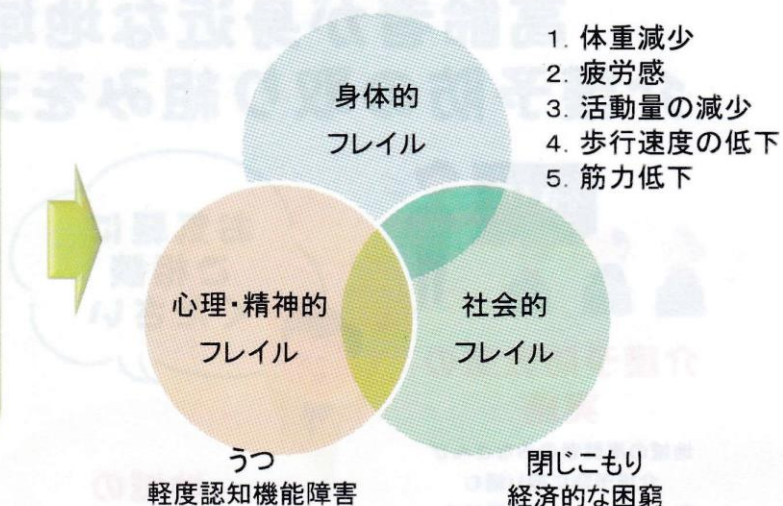 身体的
フレイル
1. 体重減少
2. 疲労感
3. 活動量の減少
4. 歩行速度の低下
5. 筋力低下
心理・精神的
フレイル
社会的
フレイル
うつ
軽度認知機能障害
閉じこもり
経済的な困窮